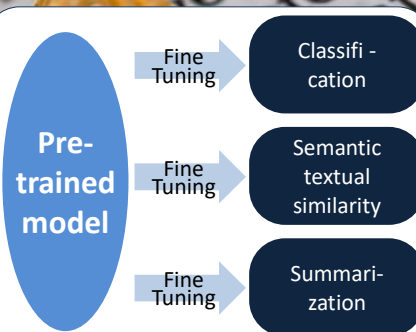 Fine
Tuning
Classifi -
cation
Pre-
trained
model
Fine
Tuning
Semantic
textual
similarity
Fine
Tuning
Summari-
zation